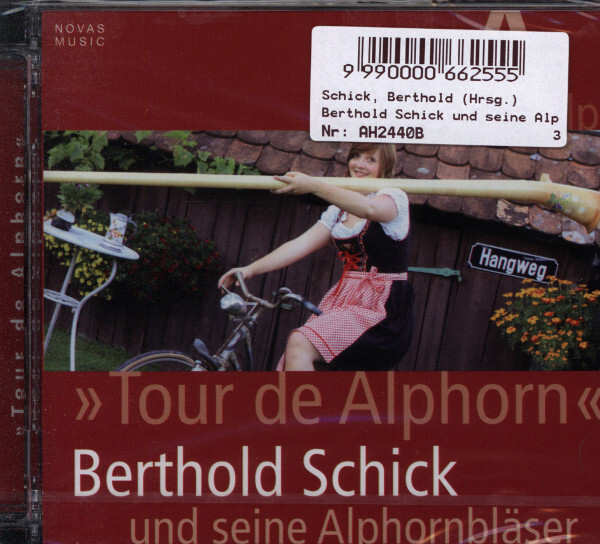 NOVAS
MUSIC
9 990000 662555
Schick, Berthold (Hrsg.)
Berthold Schick und seine Alp
Nr: AH2440B 3
Hangweg
»Tour de Alphorn«
Berthold Schick
und seine Alphornbläser
»Tour de Alphorn«